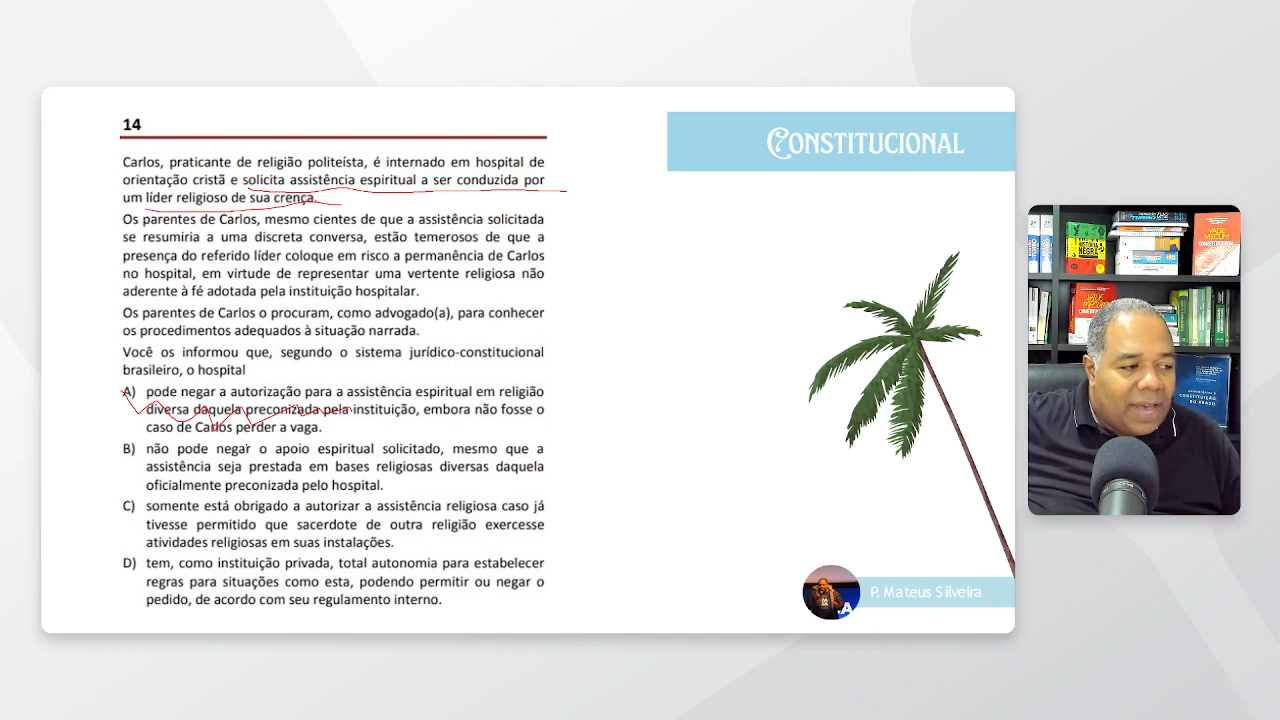 14
Carlos, praticante de religião politeísta, é internado em hospital de
orientação cristã e solicita assistência espiritual a ser conduzida por
um líder religioso de sua crença.
Os parentes de Carlos, mesmo cientes de que a assistência solicitada
se resumiria a uma discreta conversa, estão temerosos de que a
presença do referido líder coloque em risco a permanência de Carlos
no hospital, em virtude de representar uma vertente religiosa não
aderente à fé adotada pela instituição hospitalar.
Os parentes de Carlos o procuram, como advogado(a), para conhecer
os procedimentos adequados à situação narrada.
Você os informou que, segundo o sistema jurídico-constitucional
brasileiro, o hospital
A) pode negar a autorização para a assistência espiritual em religião
diversa daquela preconizada pela instituição, embora não fosse o
caso de Carlos perder a vaga.
B) não pode negar o apoio espiritual solicitado, mesmo que a
assistência seja prestada em bases religiosas diversas daquela
oficialmente preconizada pelo hospital.
C) somente está obrigado a autorizar a assistência religiosa caso já
tivesse permitido que sacerdote de outra religião exercesse
atividades religiosas em suas instalações.
D) tem, como instituição privada, total autonomia para estabelecer
regras para situações como esta, podendo permitir ou negar o
pedido, de acordo com seu regulamento interno.
CONSTITUCIONAL
P. Mateus Silveira
VADE
MECUM
CONSTITUCIONAL